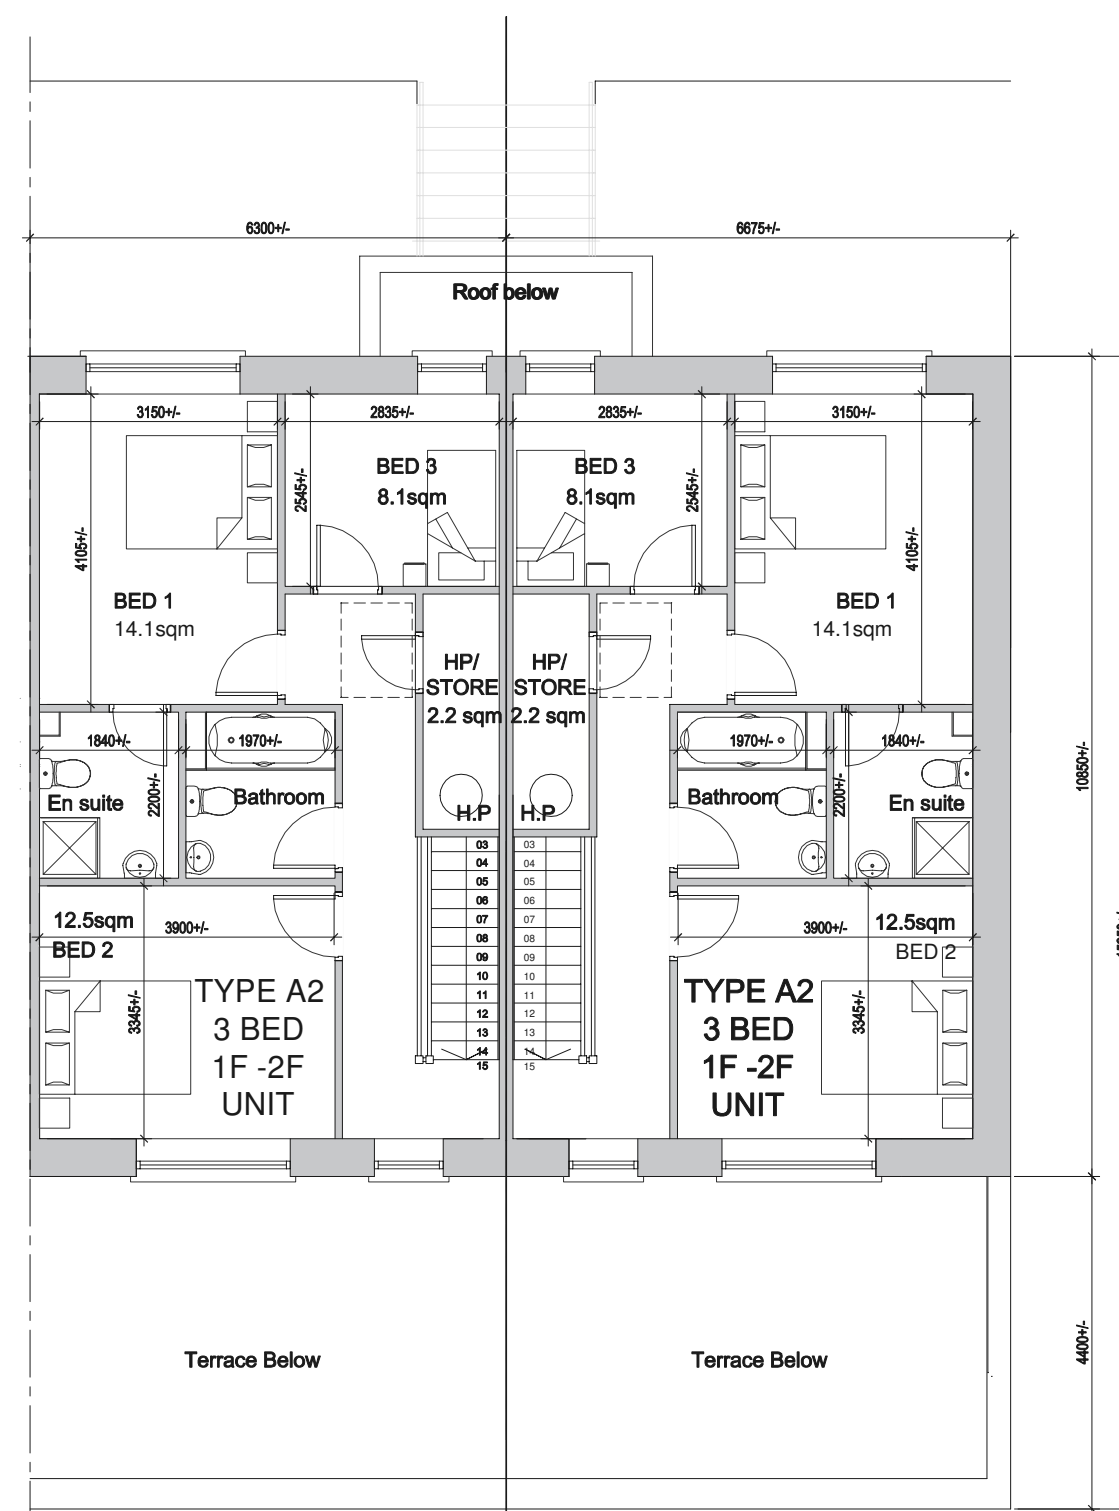 6300+/-
6675+/-
Roof below
3150+/-
2835+/-
2835+/-
3150+/-
BED 3
8.1sqm
BED 3
8.1sqm
2545+/-
2545+/-
4105+/-
4105+/-
BED 1
14.1sqm
BED 1
14.1sqm
HP/
STORE
2.2 sqm
HP/
STORE
2.2 sqm
1840+/-
1970+/-
1970+/-
1840+/-
10850+/-
2200+/-
2200+/-
En suite
Bathroom
Bathroom
En suite
H.P
H.P
03
04
05
06
07
08
09
10
11
12
13
14
15
03
04
05
06
07
08
09
10
11
12
13
14
15
12.5sqm
BED 2
3900+/-
3900+/-
12.5sqm
BED 2
3345+/-
3345+/-
TYPE A2
3 BED
1F -2F
UNIT
TYPE A2
3 BED
1F -2F
UNIT
4400+/-
Terrace Below
Terrace Below